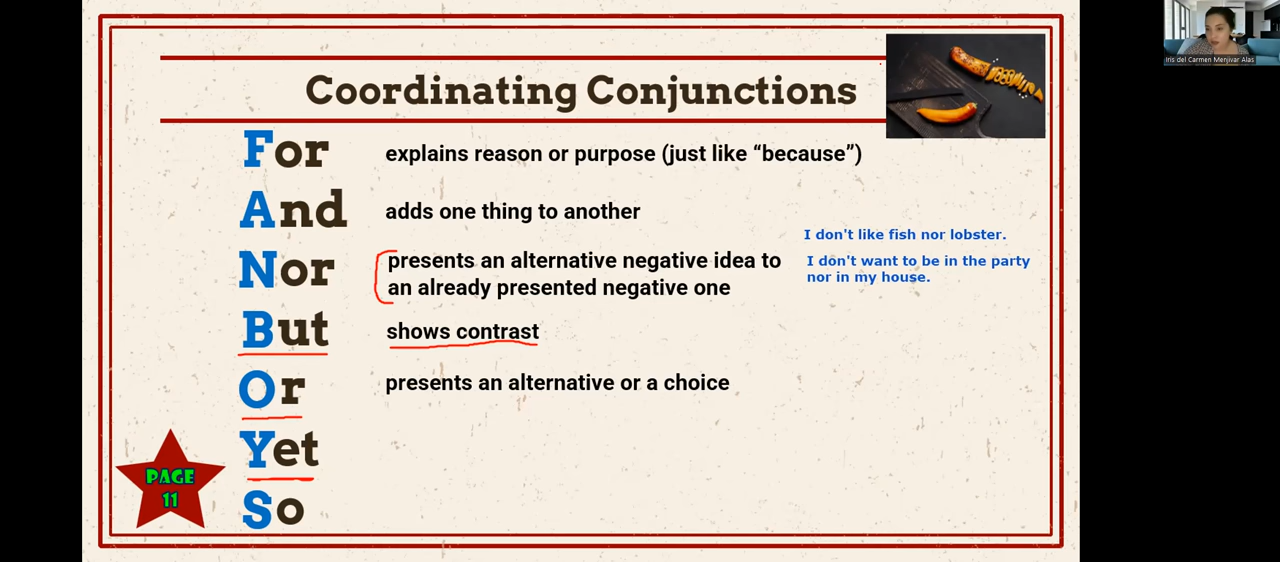 Coordinating Conjunctions
For
explains reason or purpose (just like “because”)
And
adds one thing to another
Nor
presents an alternative negative idea to
an already presented negative one
I don't like fish nor lobster.
I don't want to be in the party
nor in my house.
But
shows contrast
Or
presents an alternative or a choice
Yet
So
PAGE
11
Iris del Carmen Menjivar Alas